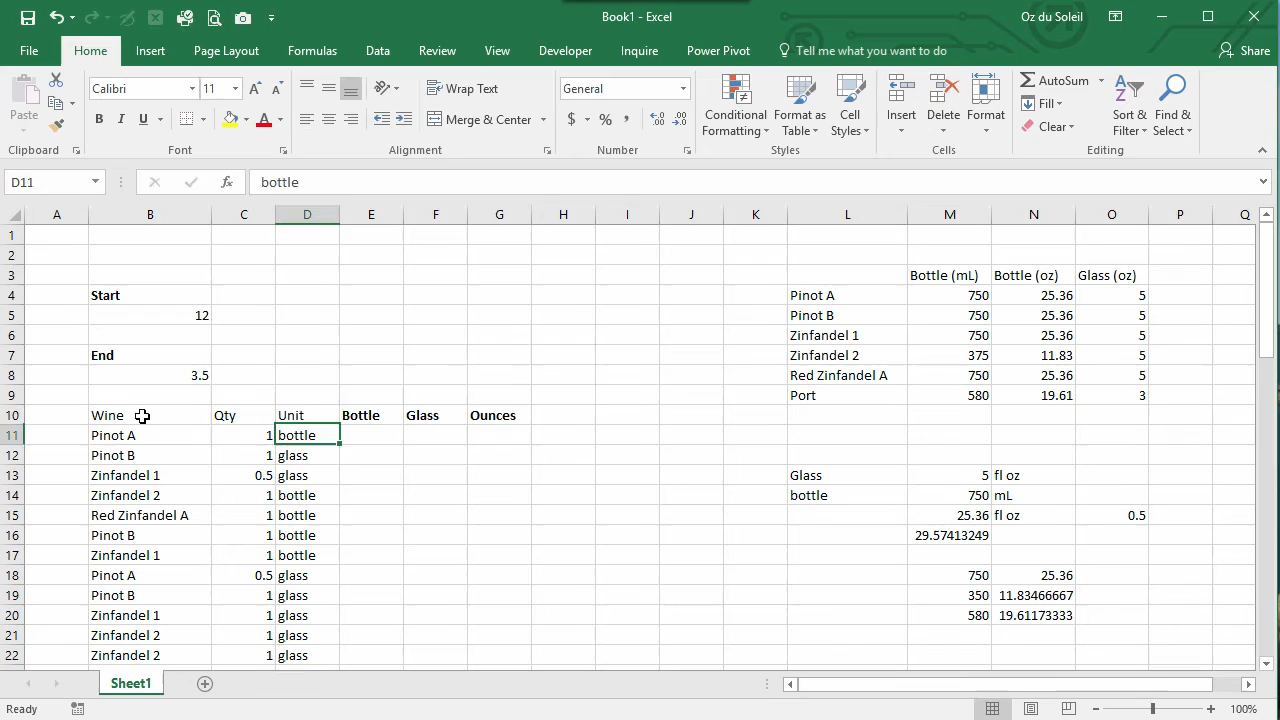 Book1 - Excel
Oz du Soleil
File Home Insert Page Layout Formulas Data Review View Developer Inquire Power Pivot Tell me what you want to do Share
Calibri 11 Wrap Text General Conditional Format as Cell Insert Delete Format AutoSum Sort & Find &
Paste B I U A Merge & Center $ % , Formatting Table Styles Fill Filter Select
Clear
Clipboard Font Alignment Number Styles Cells Editing
D11 fx bottle
A B C D E F G H I J K L M N O P Q
1
2
3 Bottle (mL) Bottle (oz) Glass (oz)
4 Start Pinot A 750 25.36 5
5 12 Pinot B 750 25.36 5
6 Zinfandel 1 750 25.36 5
7 End Zinfandel 2 375 11.83 5
8 3.5 Red Zinfandel A 750 25.36 5
9 Port 580 19.61 3
10 Wine Qty Unit Bottle Glass Ounces
11 Pinot A 1 bottle
12 Pinot B 1 glass
13 Zinfandel 1 0.5 glass Glass 5 fl oz
14 Zinfandel 2 1 bottle bottle 750 mL
15 Red Zinfandel A 1 bottle 25.36 fl oz 0.5
16 Pinot B 1 bottle 29.57413249
17 Zinfandel 1 1 bottle
18 Pinot A 0.5 glass 750 25.36
19 Pinot B 1 glass 350 11.83466667
20 Zinfandel 1 1 glass 580 19.61173333
21 Zinfandel 2 1 glass
22 Zinfandel 2 1 glass
Sheet1
Ready 100%